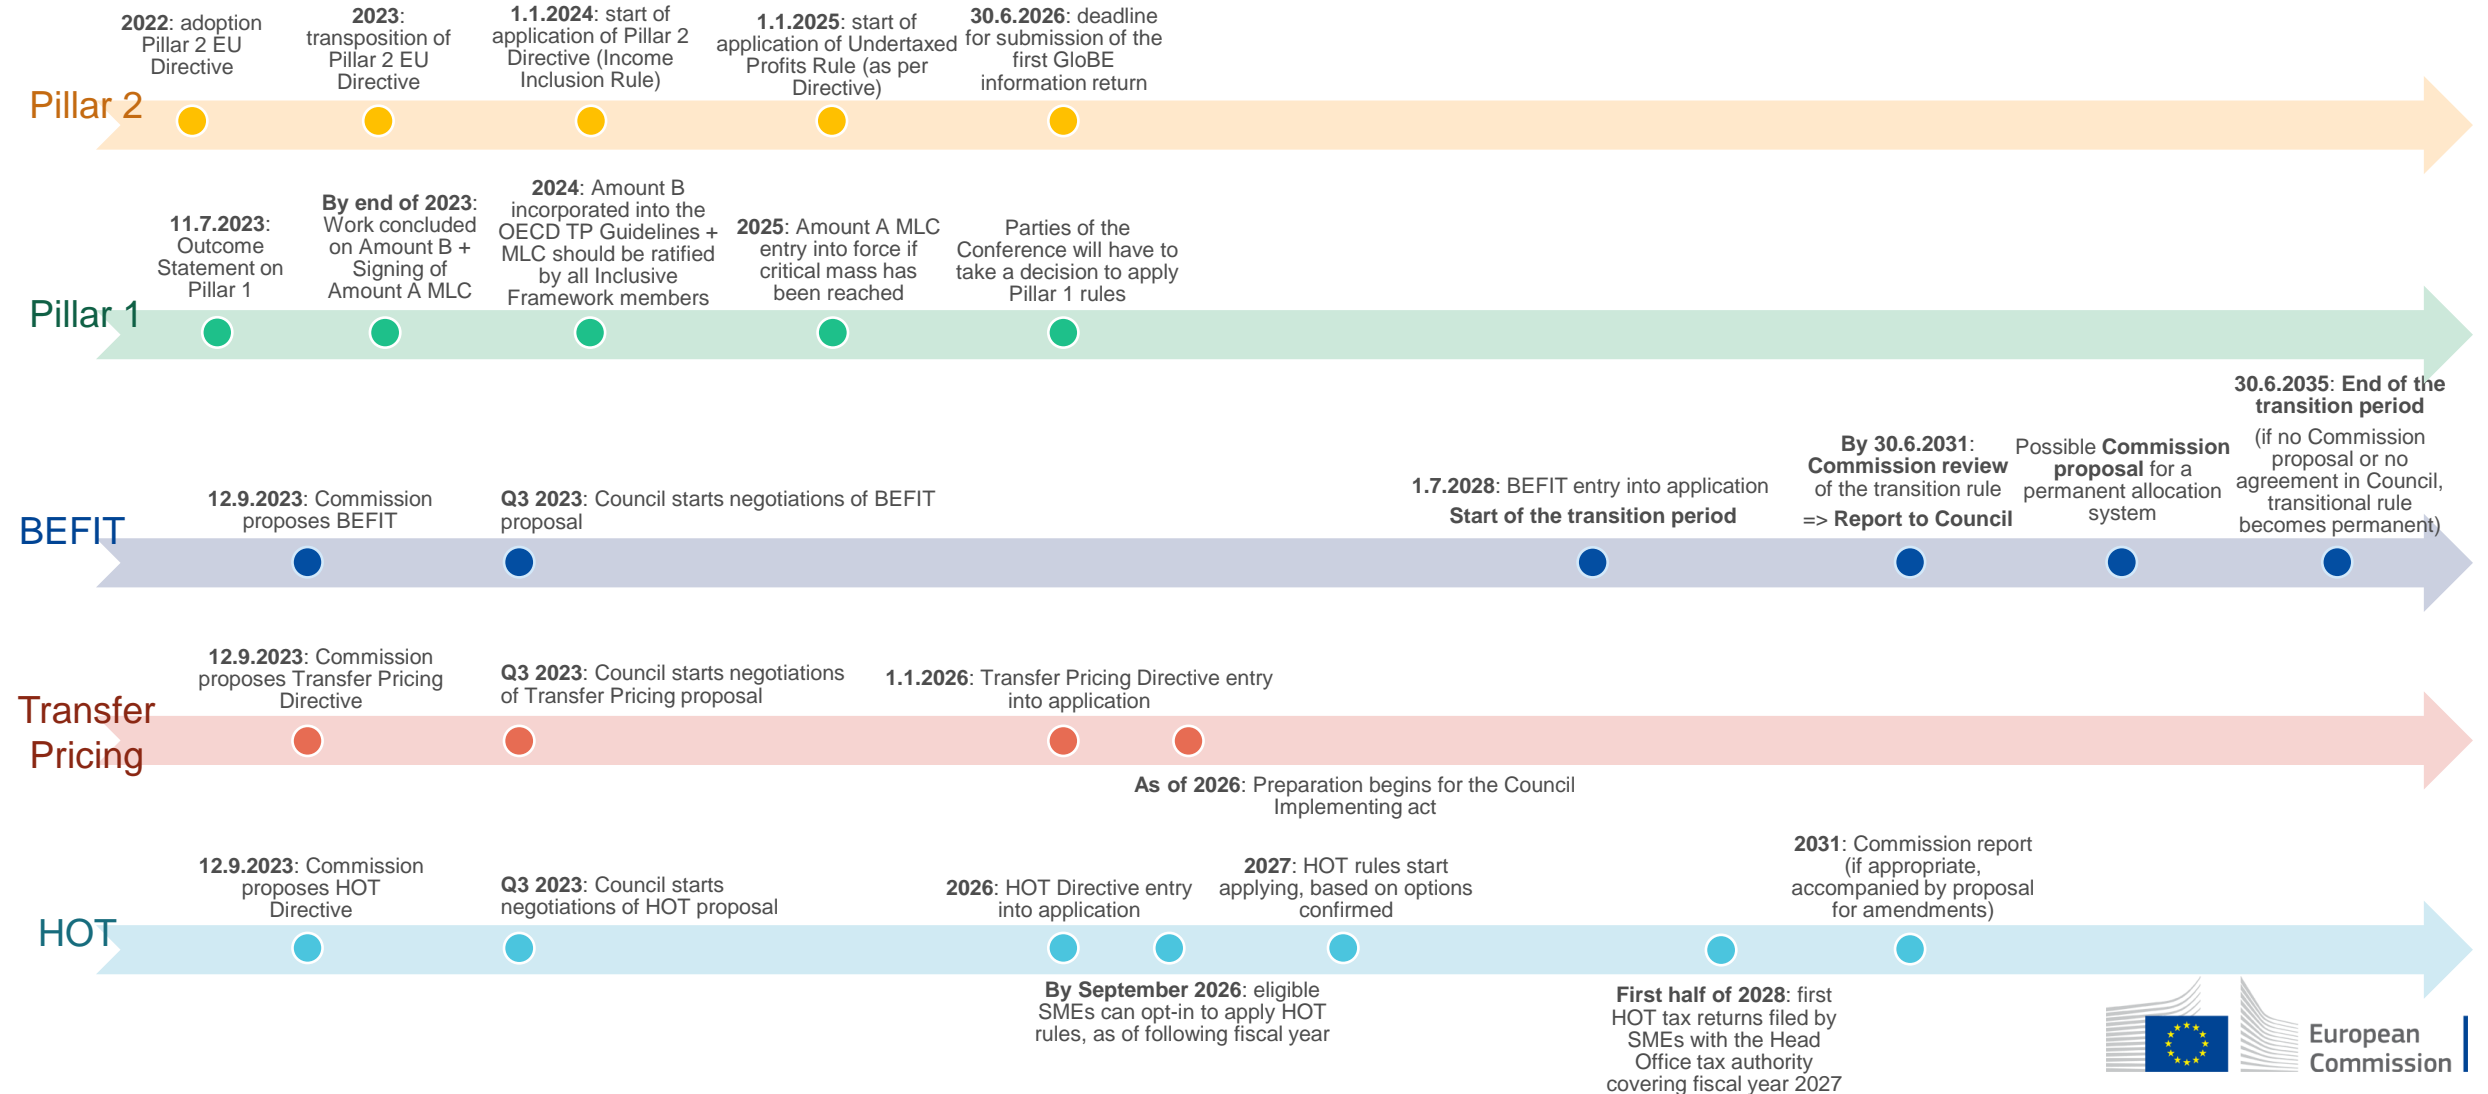 Pillar 2
2022: adoption
Pillar 2 EU
Directive
2023:
transposition of
Pillar 2 EU
Directive
1.1.2024: start of
application of Pillar 2
Directive (Income
Inclusion Rule)
1.1.2025: start of
application of Undertaxed
Profits Rule (as per
Directive)
30.6.2026: deadline
for submission of the
first GloBE
information return
Pillar 1
11.7.2023:
Outcome
Statement on
Pillar 1
By end of 2023:
Work concluded
on Amount B +
Signing of
Amount A MLC
2024: Amount B
incorporated into the
OECD TP Guidelines +
MLC should be ratified
by all Inclusive
Framework members
2025: Amount A MLC
entry into force if
critical mass has
been reached
Parties of the
Conference will have to
take a decision to apply
Pillar 1 rules
BEFIT
12.9.2023: Commission
proposes BEFIT
Q3 2023: Council starts negotiations of BEFIT
proposal
1.7.2028: BEFIT entry into application
Start of the transition period
By 30.6.2031:
Commission review
of the transition rule
=> Report to Council
Possible Commission
proposal for a
permanent allocation
system
30.6.2035: End of the
transition period
(if no Commission
proposal or no
agreement in Council,
transitional rule
becomes permanent)
Transfer
Pricing
12.9.2023: Commission
proposes Transfer Pricing
Directive
Q3 2023: Council starts negotiations
of Transfer Pricing proposal
1.1.2026: Transfer Pricing Directive entry
into application
As of 2026: Preparation begins for the Council
Implementing act
HOT
12.9.2023: Commission
proposes HOT
Directive
Q3 2023: Council starts
negotiations of HOT proposal
2026: HOT Directive entry
into application
By September 2026: eligible
SMEs can opt-in to apply HOT
rules, as of following fiscal year
2027: HOT rules start
applying, based on options
confirmed
First half of 2028: first
HOT tax returns filed by
SMEs with the Head
Office tax authority
covering fiscal year 2027
2031: Commission report
(if appropriate,
accompanied by proposal
for amendments)
European
Commission